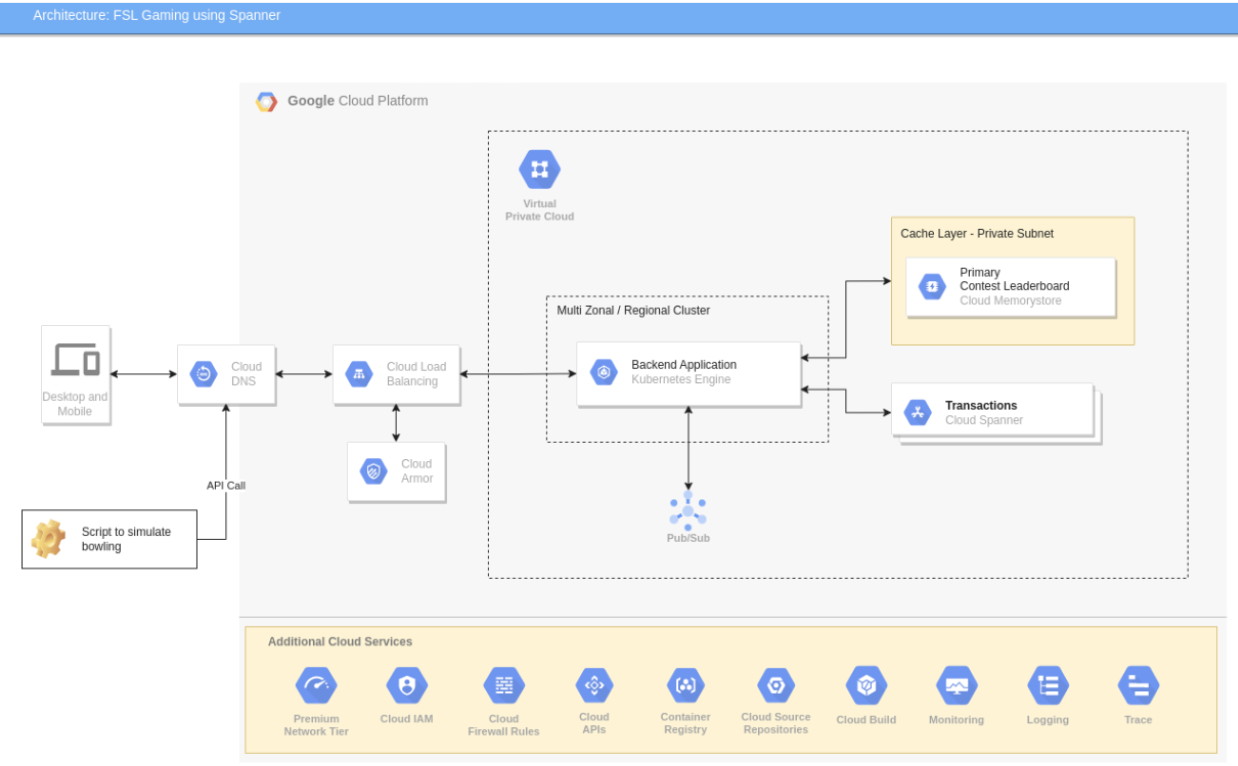 Architecture: FSL Gaming using Spanner
Google Cloud Platform
Virtual
Private Cloud
Cache Layer - Private Subnet
Primary
Contest Leaderboard
Cloud Memorystore
Multi Zonal / Regional Cluster
Backend Application
Kubernetes Engine
Desktop and
Mobile
Cloud
DNS
Cloud Load
Balancing
Transactions
Cloud Spanner
Cloud
Armor
API Call
Script to simulate
bowling
Pub/Sub
Additional Cloud Services
Premium
Network Tier
Cloud IAM
Cloud
Firewall Rules
Cloud
APIs
Container
Registry
Cloud Source
Repositories
Cloud Build
Monitoring
Logging
Trace